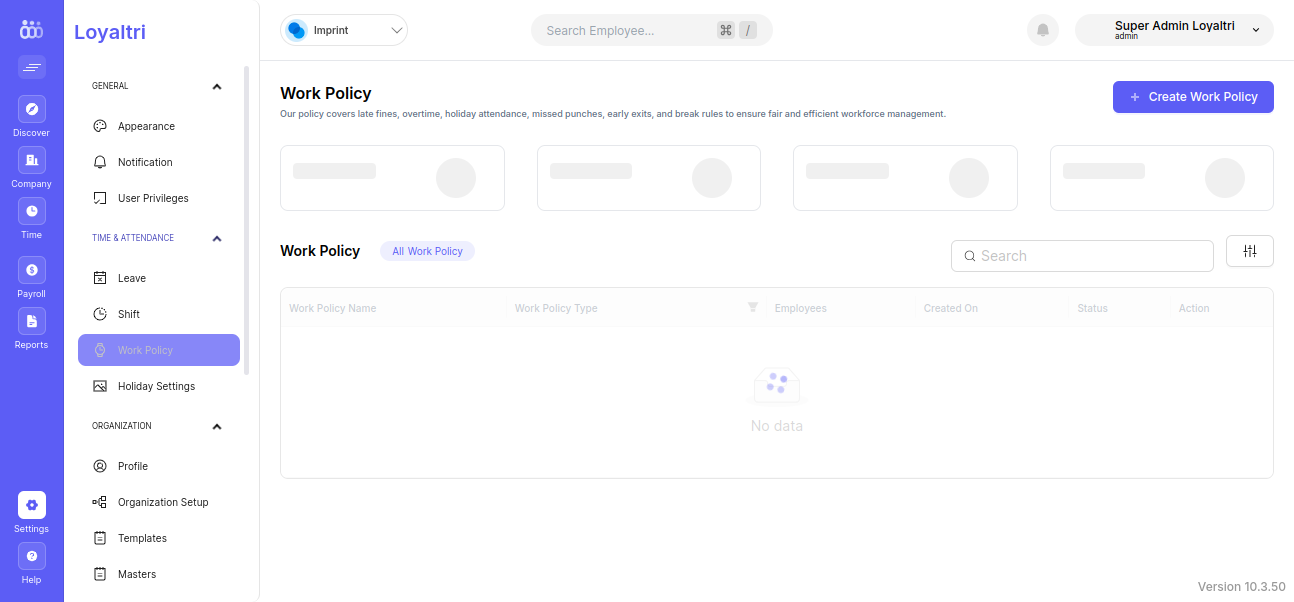 Loyaltri
Discover
Company
Time
Payroll
Reports
Settings
Help
GENERAL
Appearance
Notification
User Privileges
TIME & ATTENDANCE
Leave
Shift
Work Policy
Holiday Settings
ORGANIZATION
Profile
Organization Setup
Templates
Masters
Imprint
Search Employee...
⌘ /
Super Admin Loyaltri
admin
Work Policy
Our policy covers late fines, overtime, holiday attendance, missed punches, early exits, and break rules to ensure fair and efficient workforce management.
+ Create Work Policy
Work Policy
All Work Policy
Search
Work Policy Name Work Policy Type Employees Created On Status Action
No data
Version 10.3.50